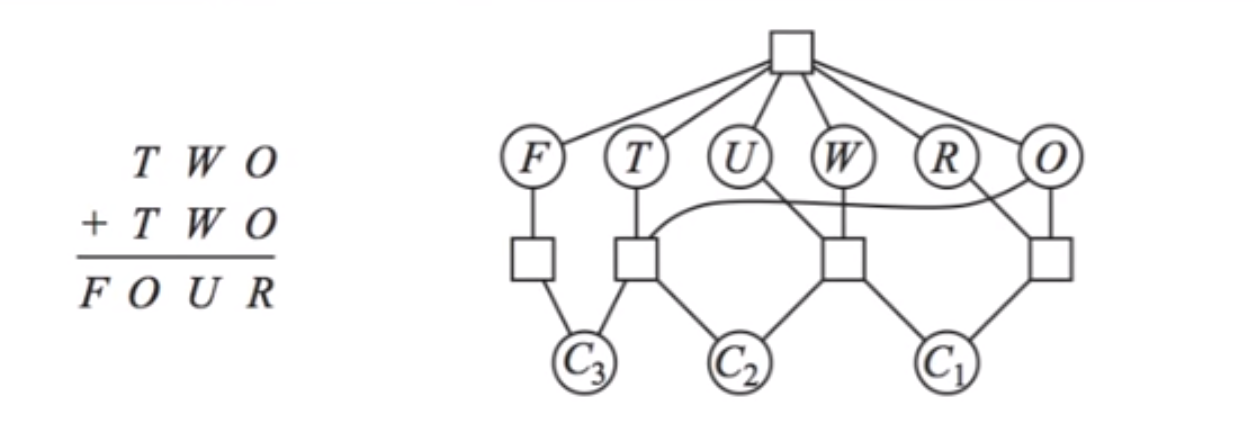 T W O
+ T W O
F O U R
F T U W R O
C3 C2 C1